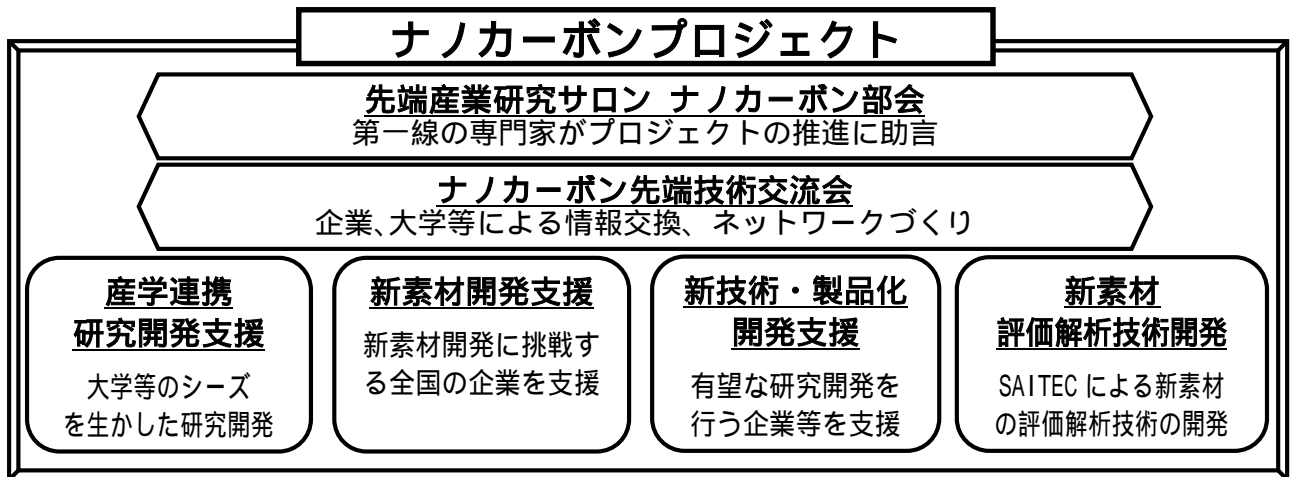 ナノカーボンプロジェクト
先端産業研究サロン ナノカーボン部会
第一線の専門家がプロジェクトの推進に助言
ナノカーボン先端技術交流会
企業、大学等による情報交換、ネットワークづくり
産学連携
研究開発支援
大学等のシーズ
を生かした研究開発
新素材開発支援
新素材開発に挑戦す
る全国の企業を支援
新技術・製品化
開発支援
有望な研究開発を
行う企業等を支援
新素材
評価解析技術開発
SAITEC による新素材
の評価解析技術の開発